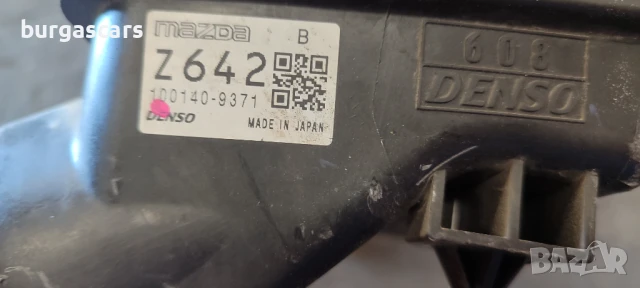 burgascars
mazda B
Z642
100140-9371
DENSO MADE IN JAPAN
608
DENSO
BAZAR